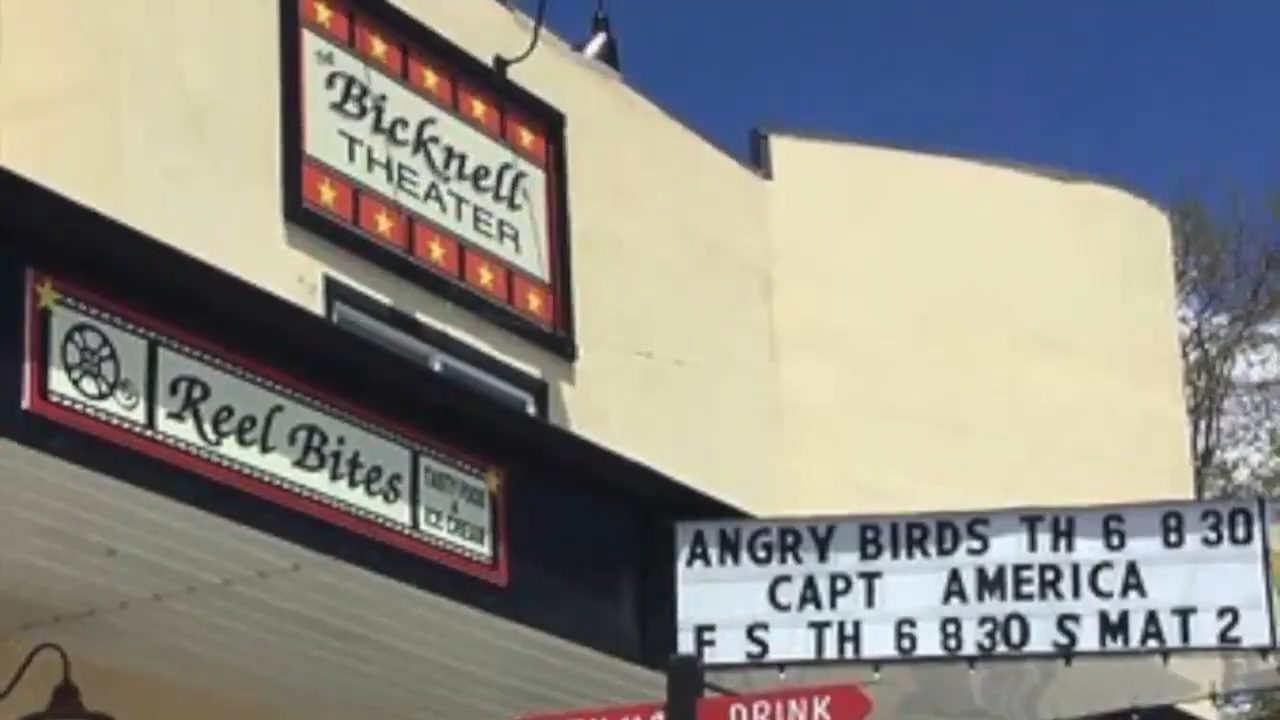 Bicknell
THEATER
Reel Bites
TASTY FOOD
&
ICE CREAM
ANGRY BIRDS TH 6 8 30
CAPT AMERICA
F S TH 6 8 30 S MAT 2
DRINK